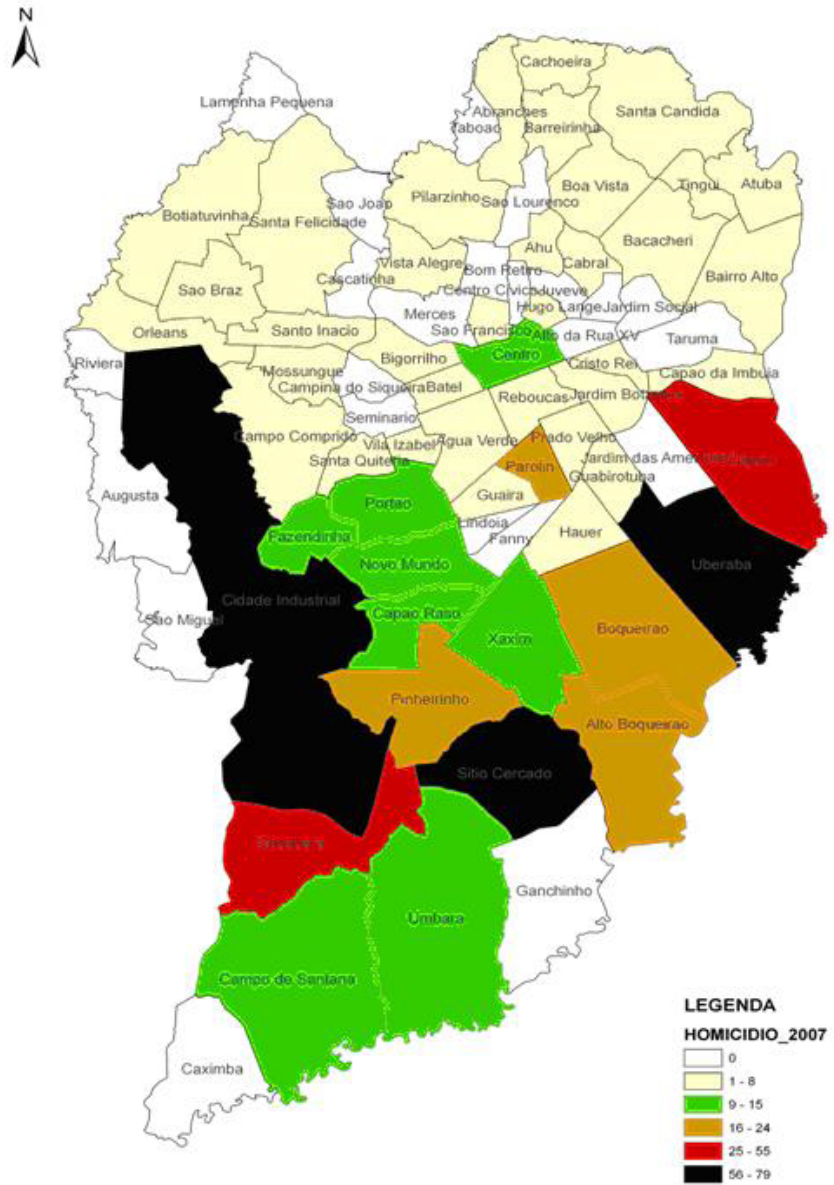 N
Cachoeira
Lamenha Pequena
Abranches
Santa Candida
Taboao
Barreirinha
Boa Vista
Tingui
Atuba
Pilarzinho
Sao Joao
Sao Lourenco
Botiatuvinha
Santa Felicidade
Bacacheri
Ahu
Vista Alegre
Cabral
Bom Retiro
Bairro Alto
Cascatinha
Sao Braz
Centro Civico
Juveve
Hugo Lange
Jardim Social
Merces
Orleans
Santo Inacio
Sao Francisco
Alto da Rua XV
Taruma
Riviera
Bigorrilho
Centro
Cristo Rei
Mossungue
Capao da Imbuia
Campina do Siqueira
Batel
Reboucas
Seminario
Campo Comprido
Vila Izabel
Agua Verde
Prado Velho
Santa Quiteria
Parolin
Jardim das
Guabirotuba
Augusta
Guaira
Portao
Lindoia
Fanny
Hauer
Fazendinha
Novo Mundo
Uberaba
Cidade Industrial
Capao Raso
Sao Migual
Xaxim
Boqueirao
Pinheirinho
Alto Boqueirao
Sitio Cercado
Ganchinho
Umbara
Campo de Santana
Caximba
LEGENDA
HOMICIDIO_2007
0
1 - 8
9 - 15
16 - 24
25 - 55
56 - 79